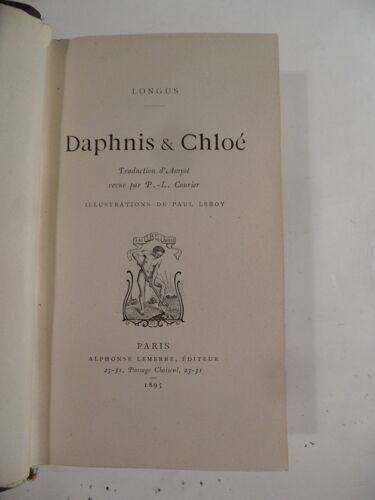 LONGUS
Daphnis & Chloé
Traduction d'Amyot
revue par P.-L. Courier
ILLUSTRATIONS DE PAUL LEROY
PARIS
ALPHONSE LEMERRE, ÉDITEUR
23-31, Passage Choiseul, 23-31
1895